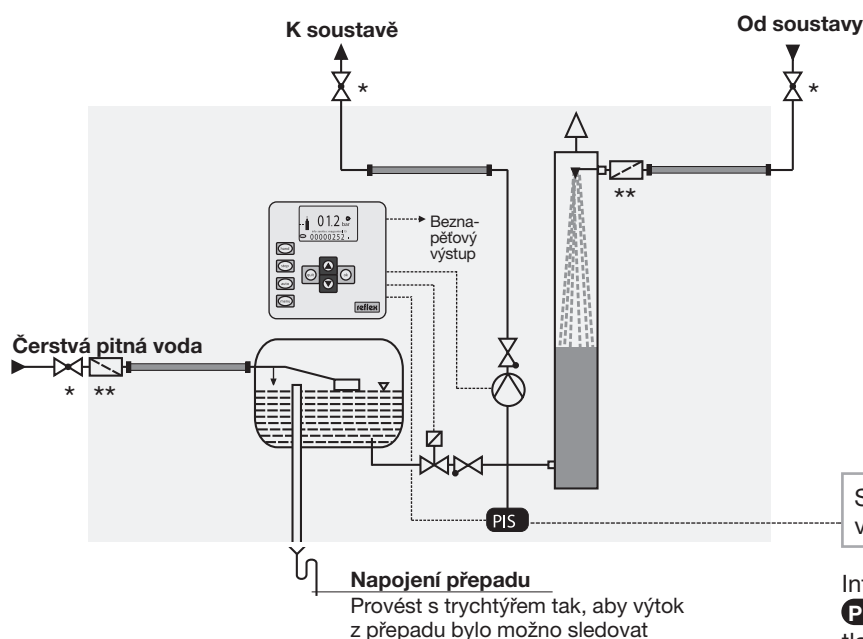 K soustavě
Od soustavy
*
*
**
01.2 bar
00000252
Bezna-
pěťový
výstup
reflex
Čerstvá pitná voda
*
**
PIS
S
v
Napojení přepadu
Provést s trychtýřem tak, aby výtok
z přepadu bylo možno sledovat
P